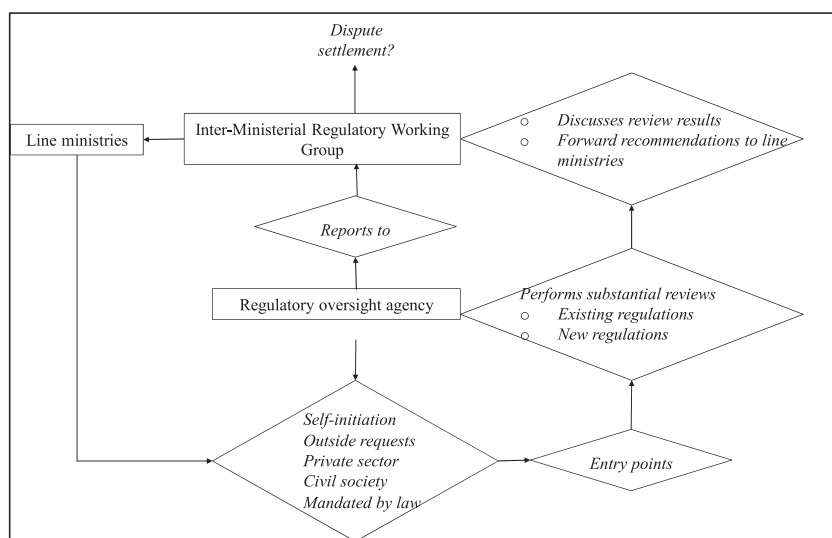 Dispute
settlement?
Line ministries
Inter-Ministerial Regulatory Working
Group
Discusses review results
Forward recommendations to line
ministries
Reports to
Regulatory oversight agency
Performs substantial reviews
Existing regulations
New regulations
Self-initiation
Outside requests
Private sector
Civil society
Mandated by law
Entry points